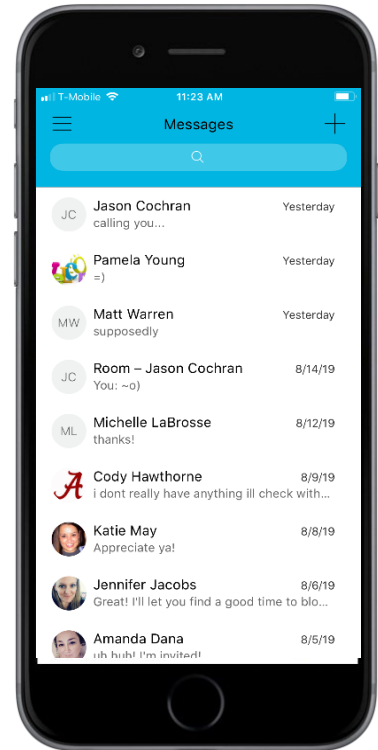 T-Mobile 11:23 AM
Messages
JC Jason Cochran Yesterday
calling you...
Pamela Young Yesterday
=)
MW Matt Warren Yesterday
supposedly
JC Room – Jason Cochran 8/14/19
You: ~o)
ML Michelle LaBrosse 8/12/19
thanks!
A Cody Hawthorne 8/9/19
i dont really have anything ill check with...
Katie May 8/8/19
Appreciate ya!
Jennifer Jacobs 8/6/19
Great! I'll let you find a good time to blo...
Amanda Dana 8/5/19
uh huh! I'm invited!